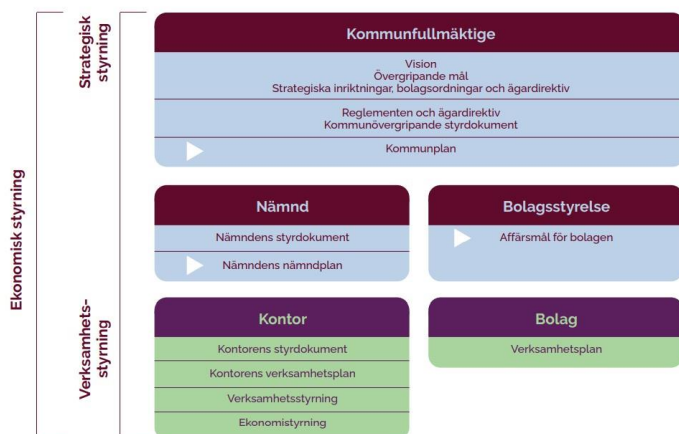 Ekonomisk styrning
Strategisk
styrning
Verksamhets-
styrning
Kommunfullmäktige
Vision
Övergripande mål
Strategiska inriktningar, bolagsordningar och ägardirektiv
Reglementen och ägardirektiv
Kommunövergripande styrdokument
Kommunplan
Nämnd
Nämndens styrdokument
Nämndens nämndplan
Bolagsstyrelse
Affärsmål för bolagen
Kontor
Kontorens styrdokument
Kontorens verksamhetsplan
Verksamhetsstyrning
Ekonomistyrning
Bolag
Verksamhetsplan